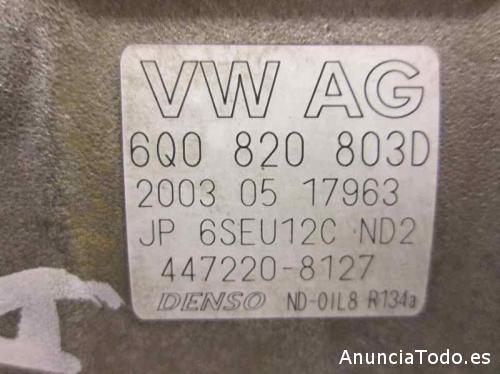 VW AG
6Q0 820 803D
2003 05 17963
JP 6SEU12C ND2
447220-8127
DENSO ND-OIL8 R134a
AnunciaTodo.es